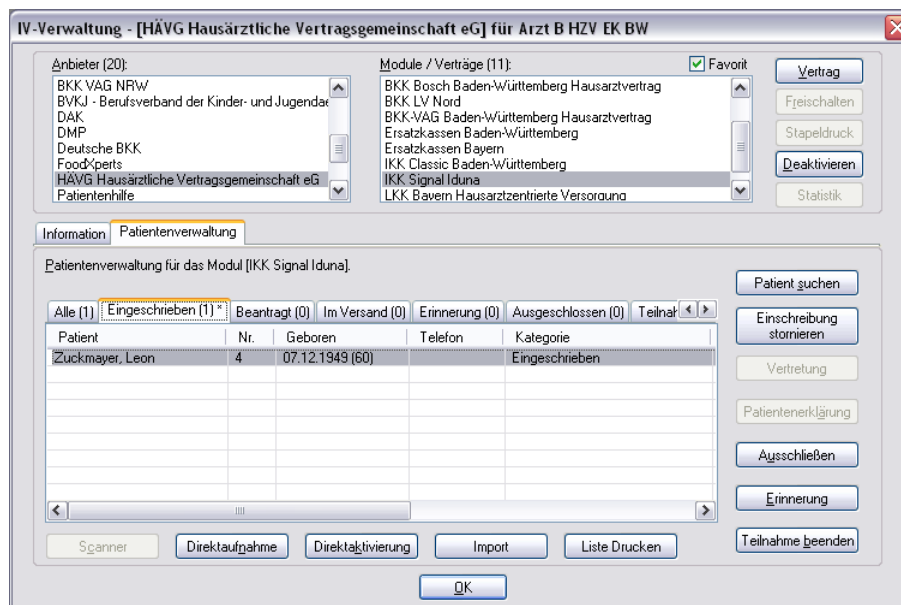 IV-Verwaltung - [HÄVG Hausärztliche Vertragsgemeinschaft eG] für Arzt B HZV EK BW
Anbieter (20):
BKK VAG NRW
BVKJ - Berufsverband der Kinder- und Jugendae
DAK
DMP
Deutsche BKK
FoodXperts
HÄVG Hausärztliche Vertragsgemeinschaft eG
Patientenhilfe
Module / Verträge (11):
Favorit
BKK Bosch Baden-Württemberg Hausarztvertrag
BKK LV Nord
BKK-VAG Baden-Württemberg Hausarztvertrag
Ersatzkassen Baden-Württemberg
Ersatzkassen Bayern
IKK Classic Baden-Württemberg
IKK Signal Iduna
LKK Bayern Hausarztzentrierte Versorgung
Vertrag
Freischalten
Stapeldruck
Deaktivieren
Statistik
Information Patientenverwaltung
Patientenverwaltung für das Modul [IKK Signal Iduna].
Alle (1) Eingeschrieben (1) * Beantragt (0) Im Versand (0) Erinnerung (0) Ausgeschlossen (0) Teilnah
Patient Nr. Geboren Telefon Kategorie
Zuckmayer, Leon 4 07.12.1949 (60) Eingeschrieben
Patient suchen
Einschreibung
stornieren
Vertretung
Patientenerklärung
Ausschließen
Erinnerung
Teilnahme beenden
Scanner Direktaufnahme Direktaktivierung Import Liste Drucken
OK